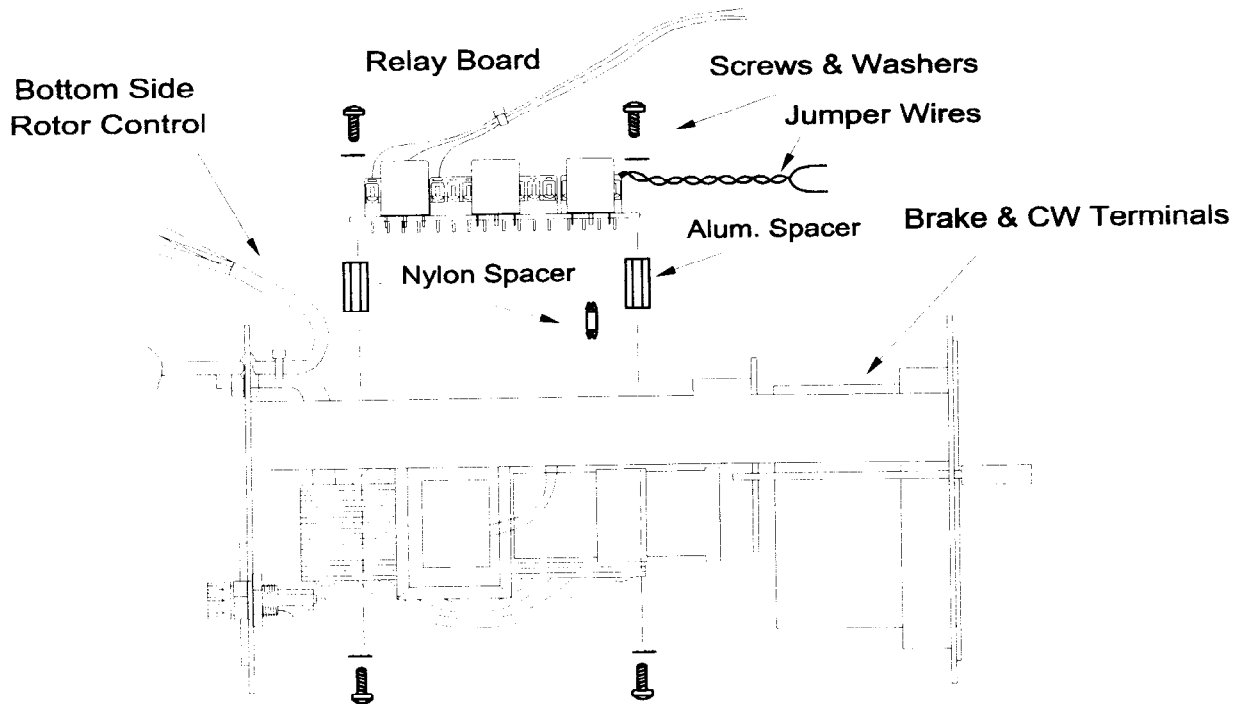 Relay Board
Screws & Washers
Bottom Side
Rotor Control
Jumper Wires
Brake & CW Terminals
Alum. Spacer
Nylon Spacer